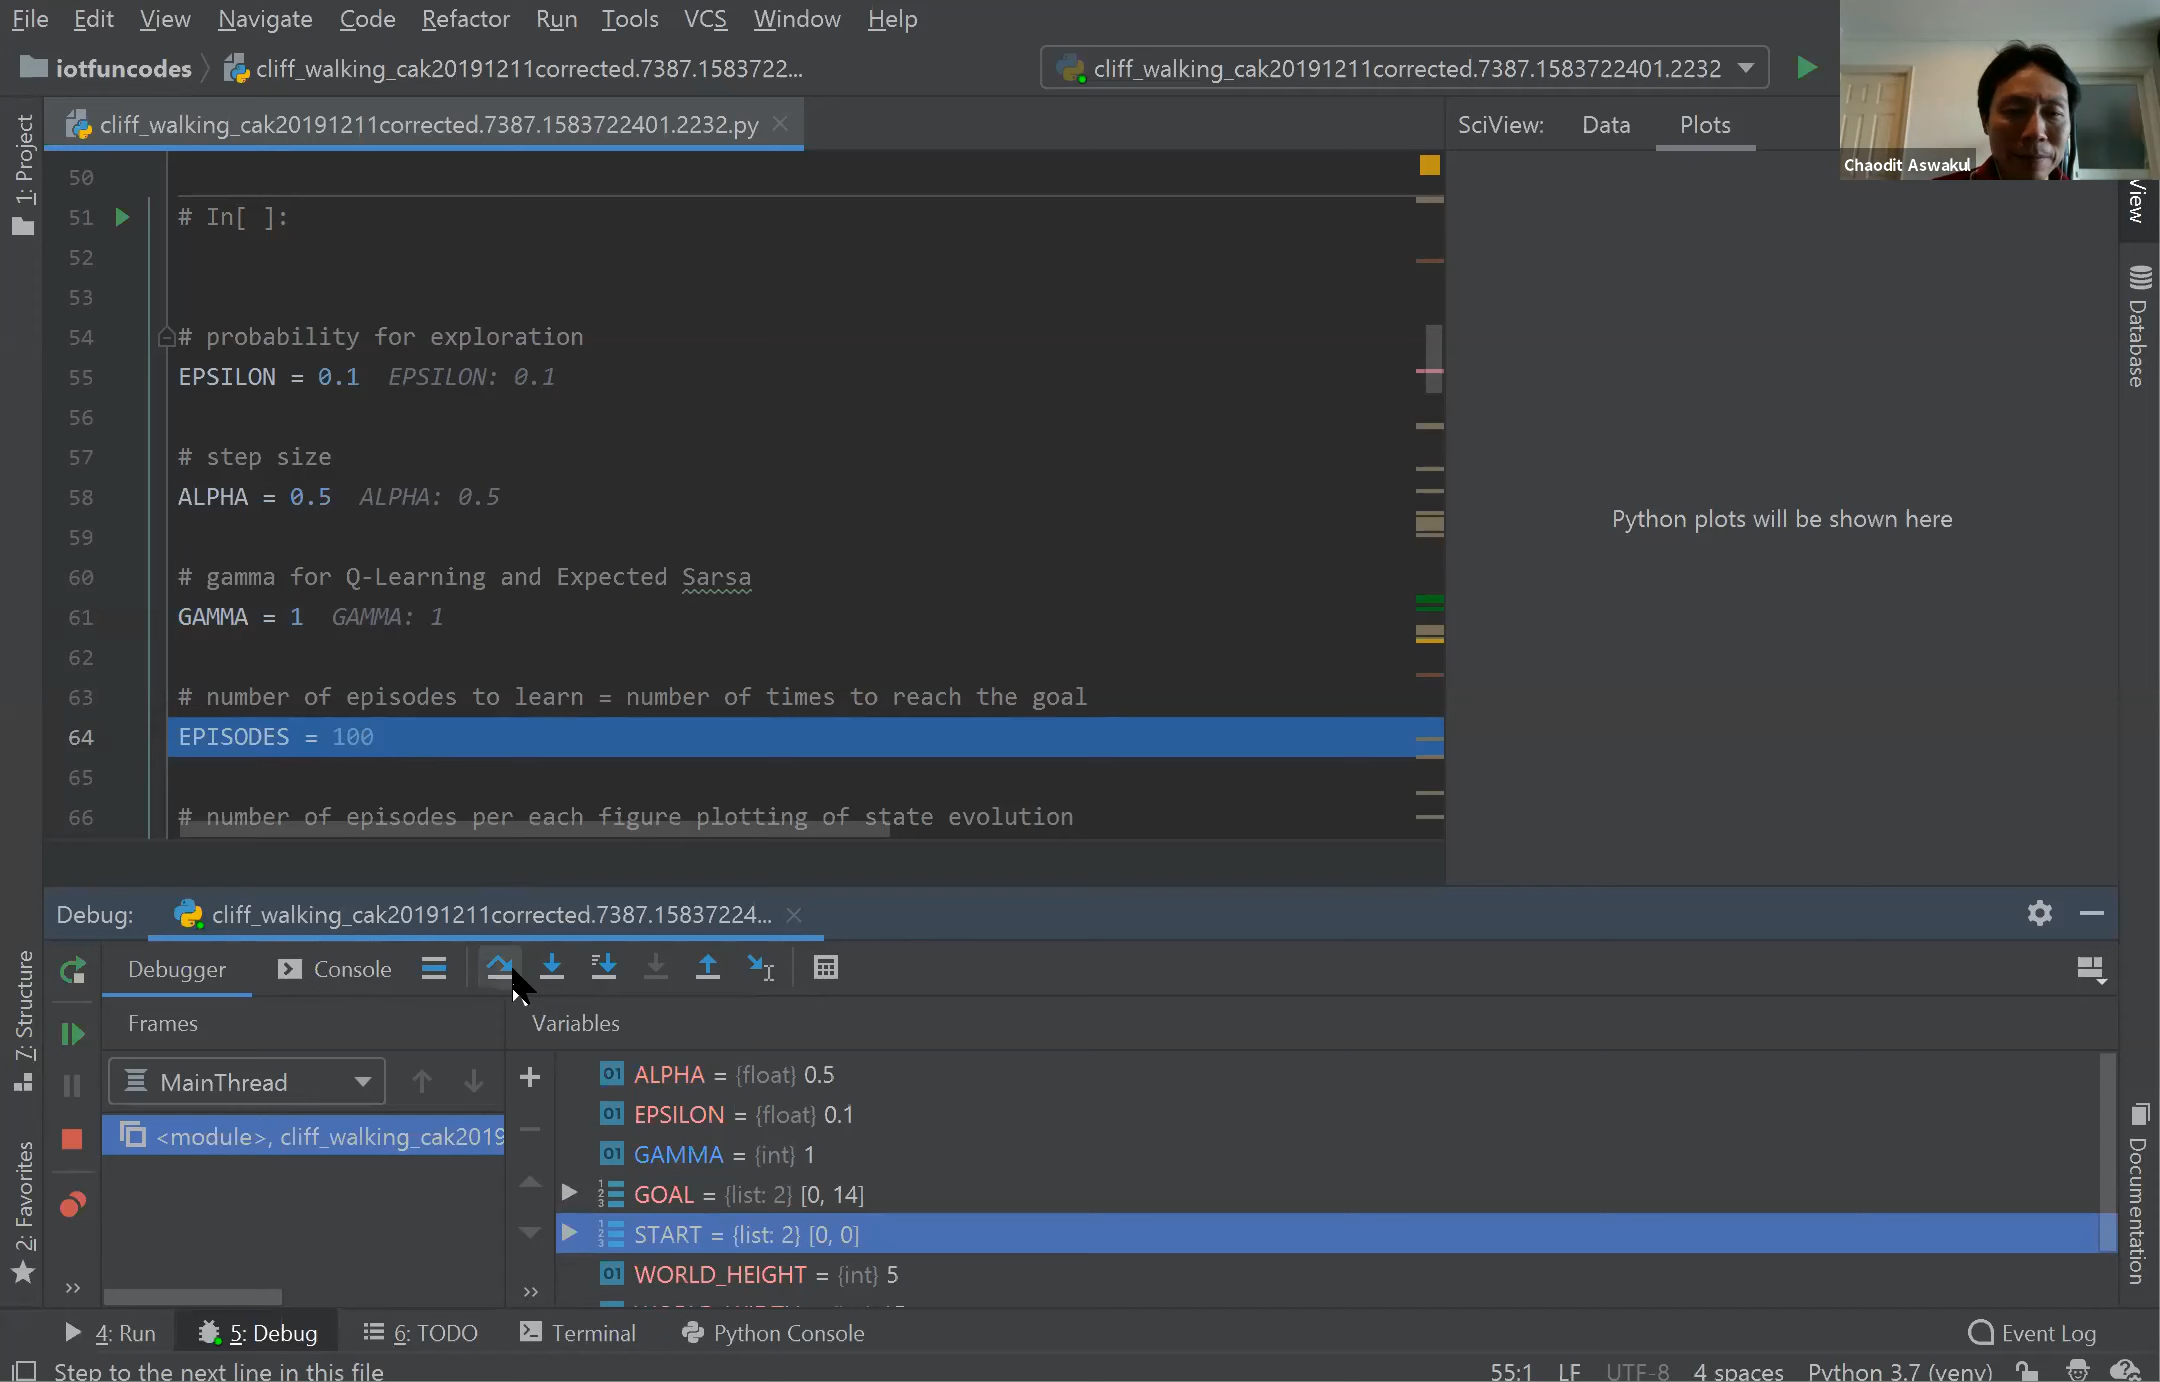 File Edit View Navigate Code Refactor Run Tools VCS Window Help
iotfuncodes cliff_walking_cak20191211corrected.7387.1583722... cliff_walking_cak20191211corrected.7387.1583722401.2232
Chaodit Aswakul
cliff_walking_cak20191211corrected.7387.1583722401.2232.py
SciView: Data Plots
1: Project
View
Database
50
51 # In[ ]:
52
53
54 # probability for exploration
55 EPSILON = 0.1 EPSILON: 0.1
56
57 # step size
58 ALPHA = 0.5 ALPHA: 0.5
59
60 # gamma for Q-Learning and Expected Sarsa
61 GAMMA = 1 GAMMA: 1
62
63 # number of episodes to learn = number of times to reach the goal
64 EPISODES = 100
65
66 # number of episodes per each figure plotting of state evolution
Python plots will be shown here
Debug: cliff_walking_cak20191211corrected.7387.15837224...
7: Structure
2: Favorites
Debugger Console
Frames Variables
MainThread
<module>, cliff_walking_cak2019
ALPHA = {float} 0.5
EPSILON = {float} 0.1
GAMMA = {int} 1
GOAL = {list: 2} [0, 14]
START = {list: 2} [0, 0]
WORLD_HEIGHT = {int} 5
Documentation
4: Run 5: Debug 6: TODO Terminal Python Console Event Log
Step to the next line in this file 55:1 LF UTF-8 4 spaces Python 3.7 (venv)